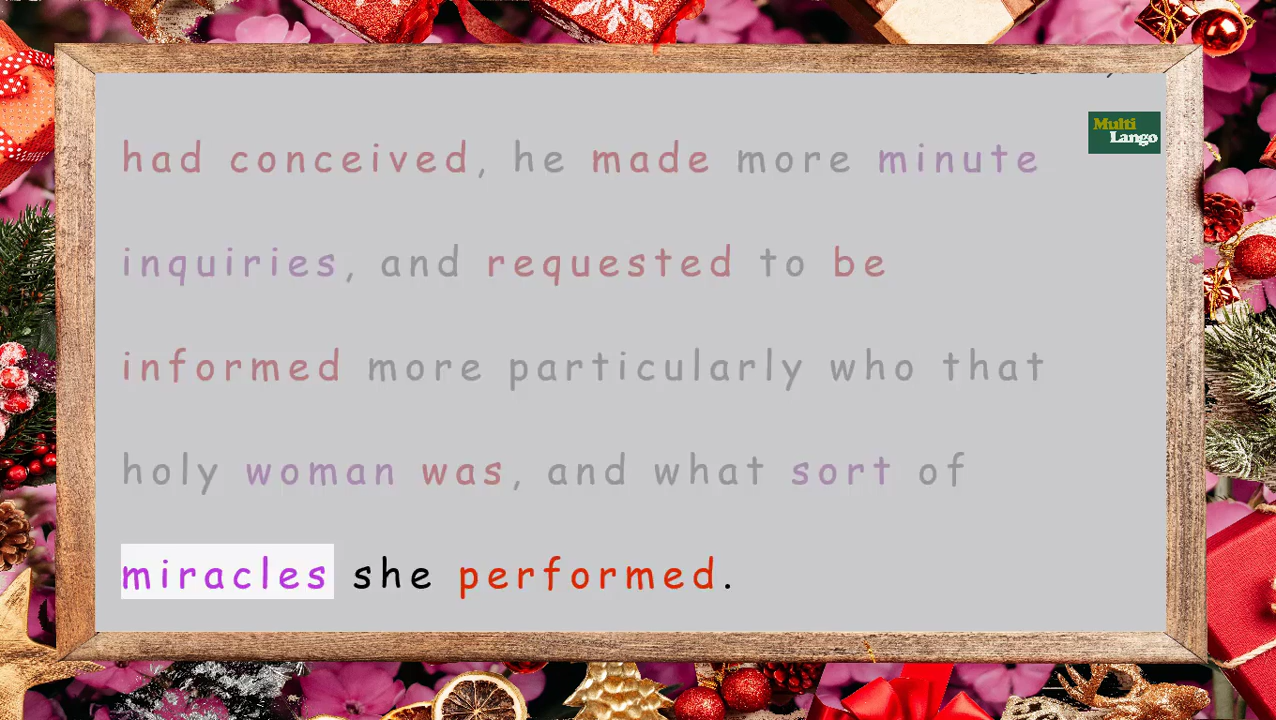 Multi
Lango
had conceived, he made more minute
inquiries, and requested to be
informed more particularly who that
holy woman was, and what sort of
miracles she performed.